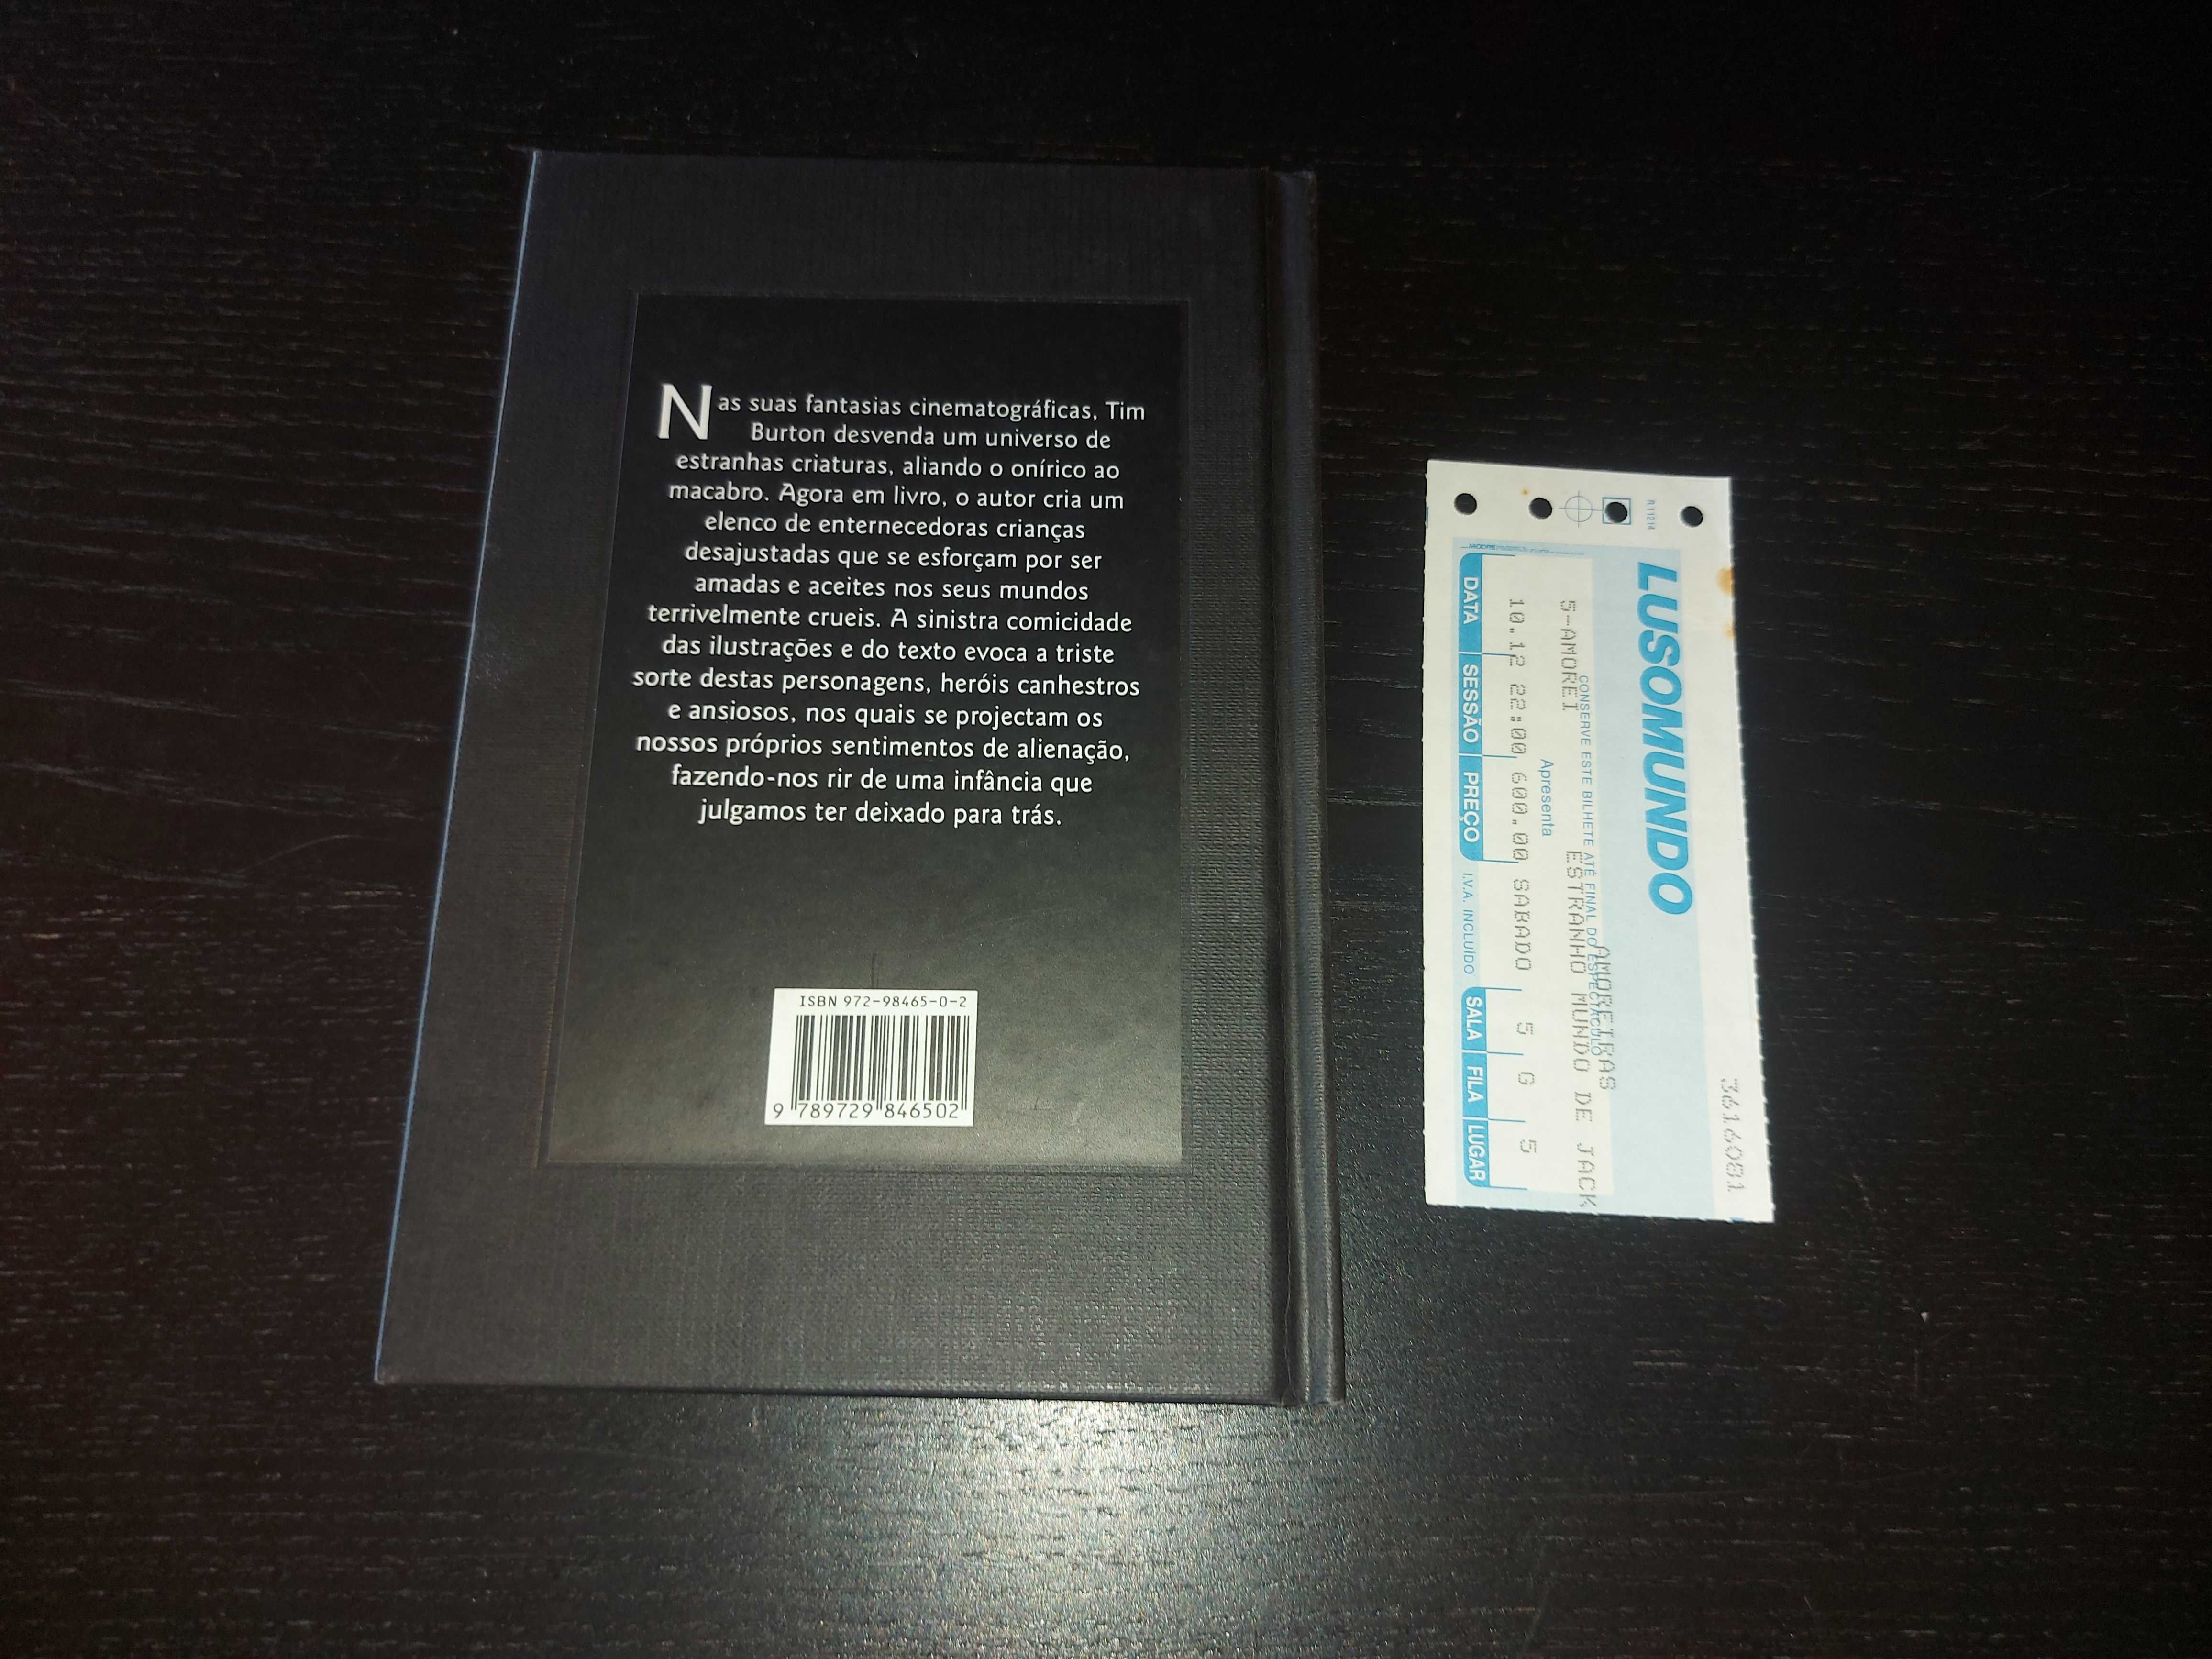 Nas suas fantasias cinematográficas, Tim
Burton desvenda um universo de
estranhas criaturas, aliando o onírico ao
macabro. Agora em livro, o autor cria um
elenco de enternecedoras crianças
desajustadas que se esforçam por ser
amadas e aceites nos seus mundos
terrivelmente crueis. A sinistra comicidade
das ilustrações e do texto evoca a triste
sorte destas personagens, heróis canhestros
e ansiosos, nos quais se projectam os
nossos próprios sentimentos de alienação,
fazendo-nos rir de uma infância que
julgamos ter deixado para trás.
ISBN 972-98465-0-2
9 789729 846502
3616081
R11214
LUSOMUNDO
AMOREIRAS
CONSERVE ESTE BILHETE ATÉ FINAL DO ESPECTÁCULO
5-AMOREI ESTRANHO MUNDO DE JACK
Apresenta
10.12 22:00 600.00 SABADO 5 G 5
DATA SESSÃO PREÇO I.V.A. INCLUÍDO SALA FILA LUGAR